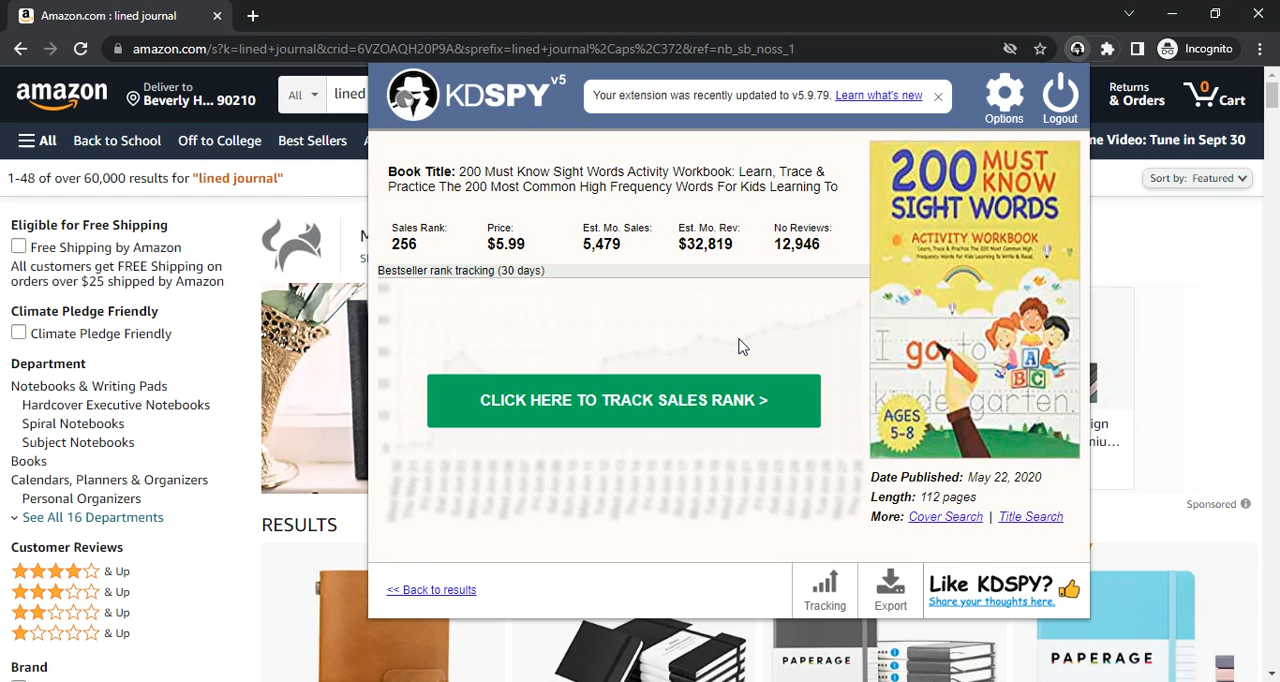 Amazon.com : lined journal
amazon.com/s?k=lined+journal&crid=6VZOAQH20P9A&sprefix=lined+journal%2Caps%2C372&ref=nb_sb_noss_1
Incognito
amazon
Deliver to
Beverly H... 90210
All
lined
Returns
& Orders
0
Cart
All
Back to School
Off to College
Best Sellers
me Video: Tune in Sept 30
1-48 of over 60,000 results for "lined journal"
Sort by: Featured
KDSPY v5
Your extension was recently updated to v5.9.79. Learn what's new
Options
Logout
Book Title: 200 Must Know Sight Words Activity Workbook: Learn, Trace &
Practice The 200 Most Common High Frequency Words For Kids Learning To
Sales Rank:
256
Price:
$5.99
Est. Mo. Sales:
5,479
Est. Mo. Rev:
$32,819
No Reviews:
12,946
Bestseller rank tracking (30 days)
CLICK HERE TO TRACK SALES RANK >
200 MUST
KNOW
SIGHT WORDS
ACTIVITY WORKBOOK
Learn, Trace & Practice The 200 Most Common High
Frequency Words For Kids Learning To Write & Read.
I go to
A
B C
kindergarten.
AGES
5-8
Date Published: May 22, 2020
Length: 112 pages
More: Cover Search | Title Search
<< Back to results
Tracking
Export
Like KDSPY?
Share your thoughts here.
Eligible for Free Shipping
Free Shipping by Amazon
All customers get FREE Shipping on
orders over $25 shipped by Amazon
Climate Pledge Friendly
Climate Pledge Friendly
Department
Notebooks & Writing Pads
Hardcover Executive Notebooks
Spiral Notebooks
Subject Notebooks
Books
Calendars, Planners & Organizers
Personal Organizers
See All 16 Departments
Customer Reviews
& Up
& Up
& Up
& Up
Brand
Sponsored
RESULTS
PAPERAGE
PAPERAGE